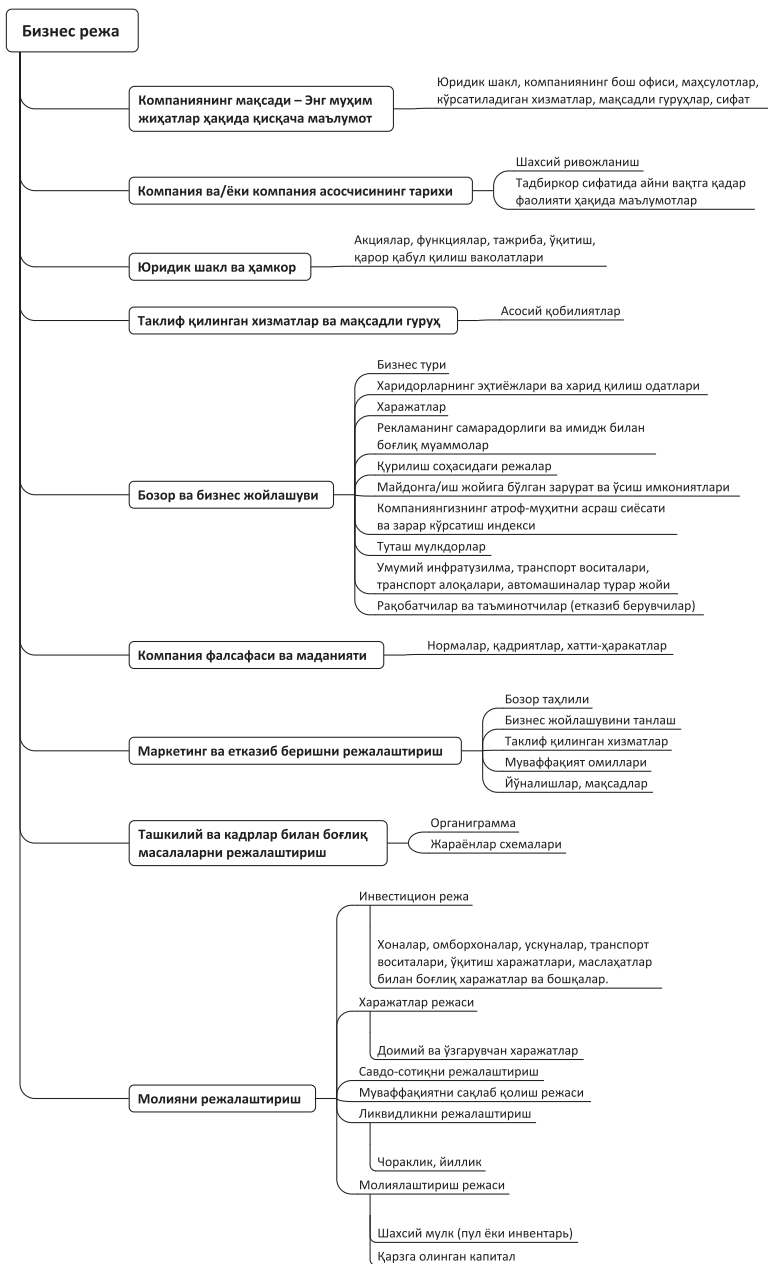 Бизнес режа
Компаниянинг мақсади – Энг муҳим
жиҳатлар ҳақида қисқача маълумот
Юридик шакл, компаниянинг бош офиси, маҳсулотлар,
кўрсатиладиган хизматлар, мақсадли гуруҳлар, сифат
Компания ва/ёки компания асосчисининг тарихи
Шахсий ривожланиш
Тадбиркор сифатида айни вақтга қадар
фаолияти ҳақида маълумотлар
Юридик шакл ва ҳамкор
Акциялар, функциялар, тажриба, ўқитиш,
қарор қабул қилиш ваколатлари
Таклиф қилинган хизматлар ва мақсадли гуруҳ
Асосий қобилиятлар
Бозор ва бизнес жойлашуви
Бизнес тури
Харидорларнинг эҳтиёжлари ва харид қилиш одатлари
Харажатлар
Рекламанинг самарадорлиги ва имидж билан
боғлиқ муаммолар
Қурилиш соҳасидаги режалар
Майдонга/иш жойига бўлган зарурат ва ўсиш имкониятлари
Компаниянгизнинг атроф-муҳитни асраш сиёсати
ва зарар кўрсатиш индекси
Туташ мулкдорлар
Умумий инфратузилма, транспорт воситалари,
транспорт алоқалари, автомашиналар турар жойи
Рақобатчилар ва таъминотчилар (етказиб берувчилар)
Компания фалсафаси ва маданияти
Нормалар, қадриятлар, хатти-ҳаракатлар
Маркетинг ва етказиб беришни режалаштириш
Бозор таҳлили
Бизнес жойлашувини танлаш
Таклиф қилинган хизматлар
Муваффақият омиллари
Йўналишлар, мақсадлар
Ташкилий ва кадрлар билан боғлиқ
масалаларни режалаштириш
Органиграмма
Жараёнлар схемалари
Молияни режалаштириш
Инвестицион режа
Хоналар, омборхоналар, ускуналар, транспорт
воситалари, ўқитиш харажатлари, маслаҳатлар
билан боғлиқ харажатлар ва бошқалар.
Харажатлар режаси
Доимий ва ўзгарувчан харажатлар
Савдо-сотиқни режалаштириш
Муваффақиятни сақлаб қолиш режаси
Ликвидликни режалаштириш
Чораклик, йиллик
Молиялаштириш режаси
Шахсий мулк (пул ёки инвентарь)
Қарзга олинган капитал